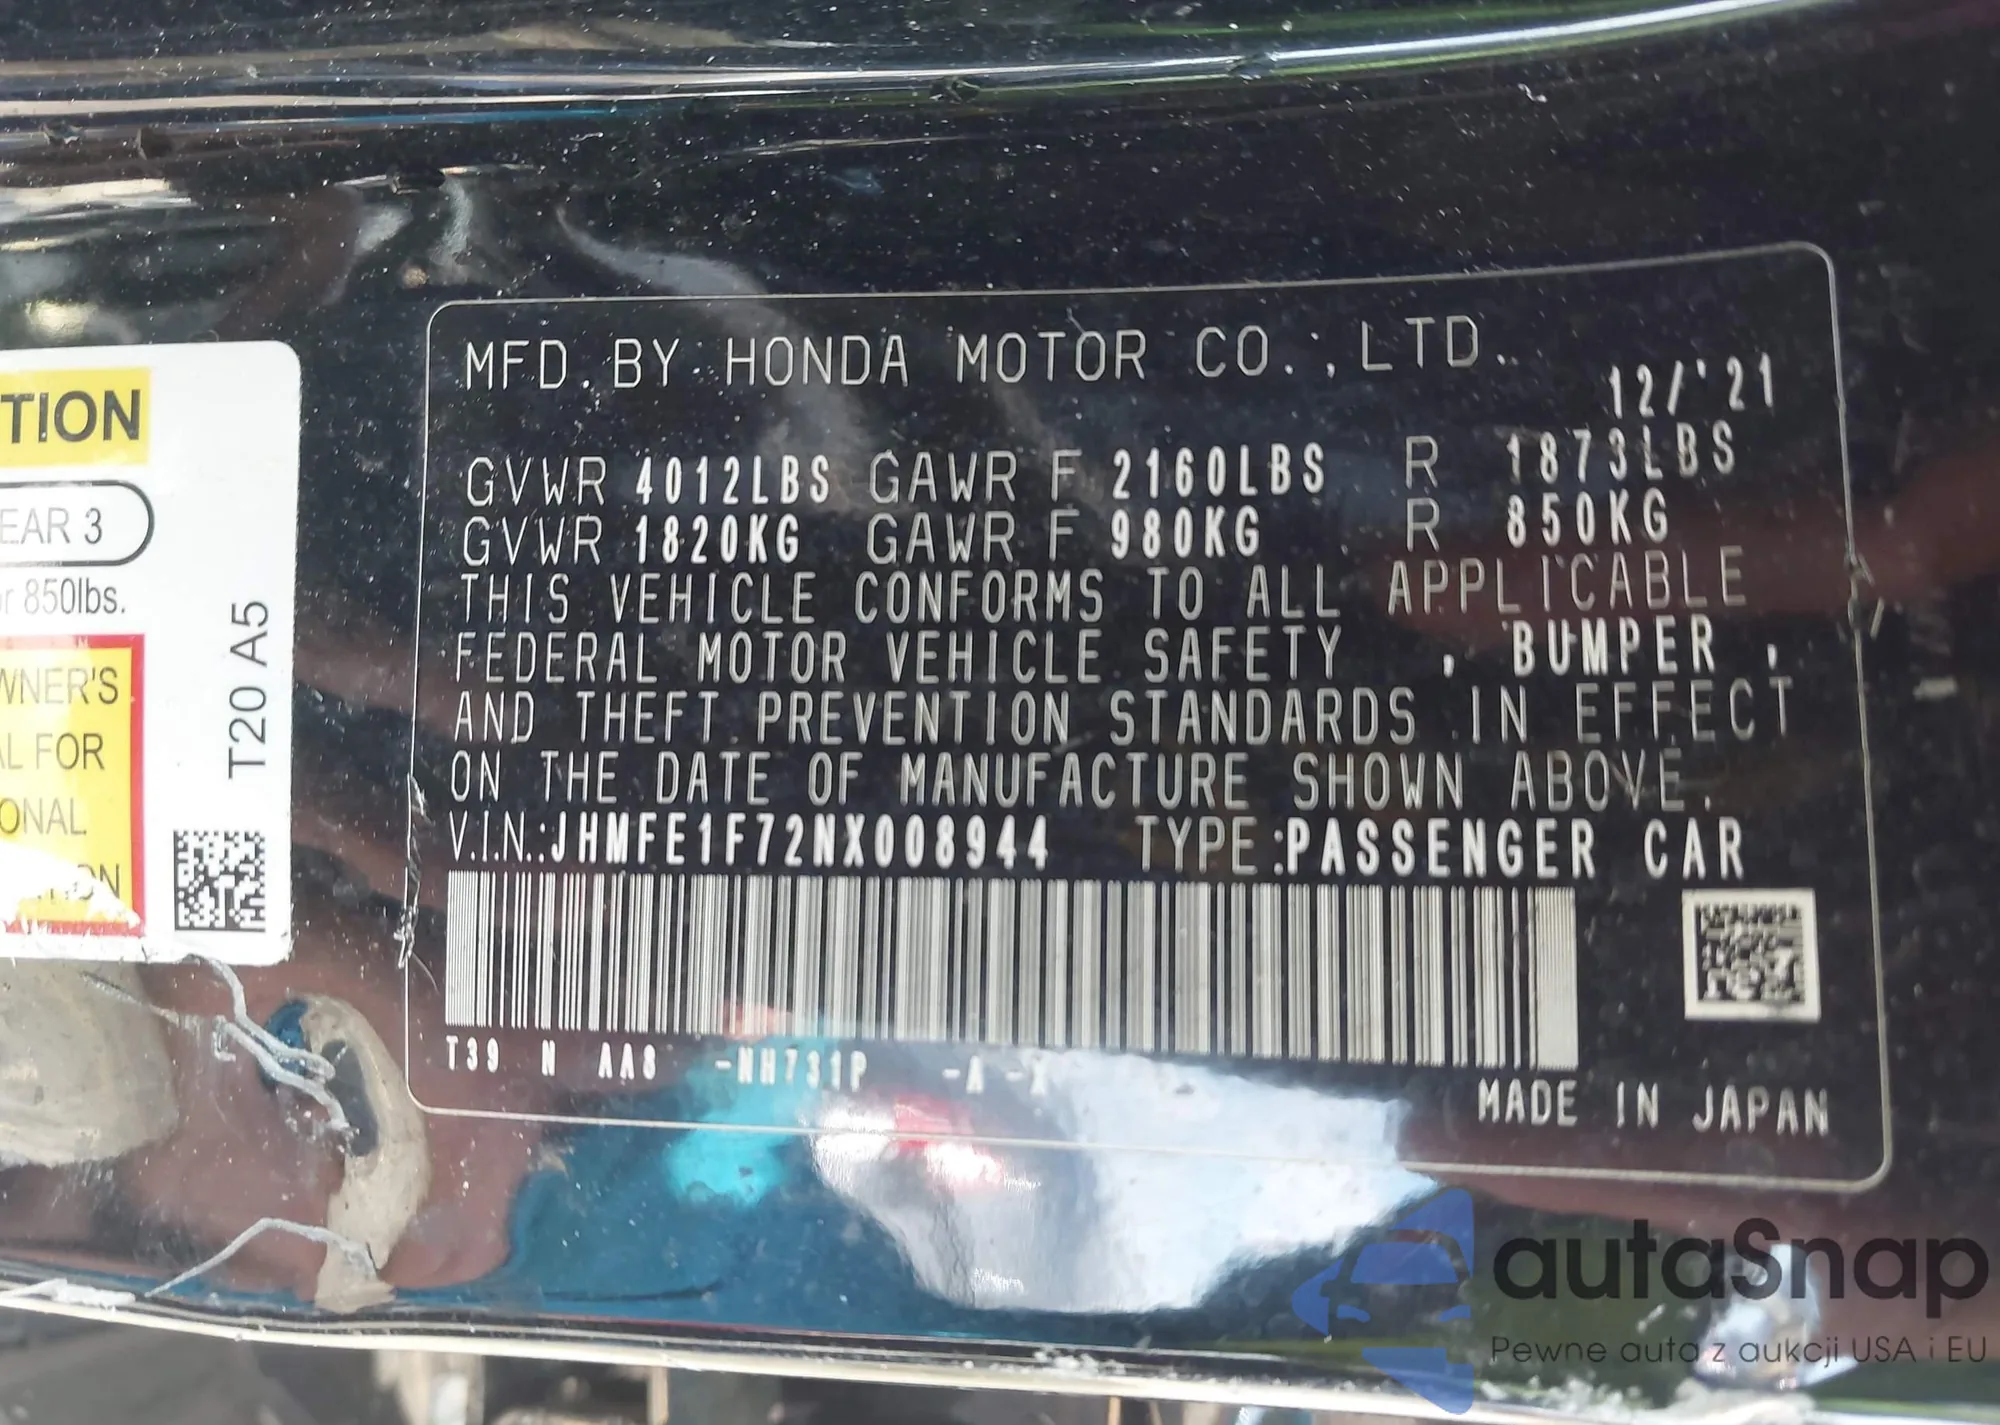 TION
EAR 3
r 850lbs.
WNER'S
AL FOR
ONAL
T20 A5
MFD. BY HONDA MOTOR CO., LTD.
12/'21
GVWR 4012LBS GAWR F 2160LBS R 1873LBS
GVWR 1820KG GAWR F 980KG R 850KG
THIS VEHICLE CONFORMS TO ALL APPLICABLE
FEDERAL MOTOR VEHICLE SAFETY , BUMPER ,
AND THEFT PREVENTION STANDARDS IN EFFECT
ON THE DATE OF MANUFACTURE SHOWN ABOVE.
V.I.N.:JHMFE1F72NX008944 TYPE:PASSENGER CAR
T39 N AA8 -NH731P -A -X
MADE IN JAPAN
autaSnap
Pewne auta z aukcji USA i EU